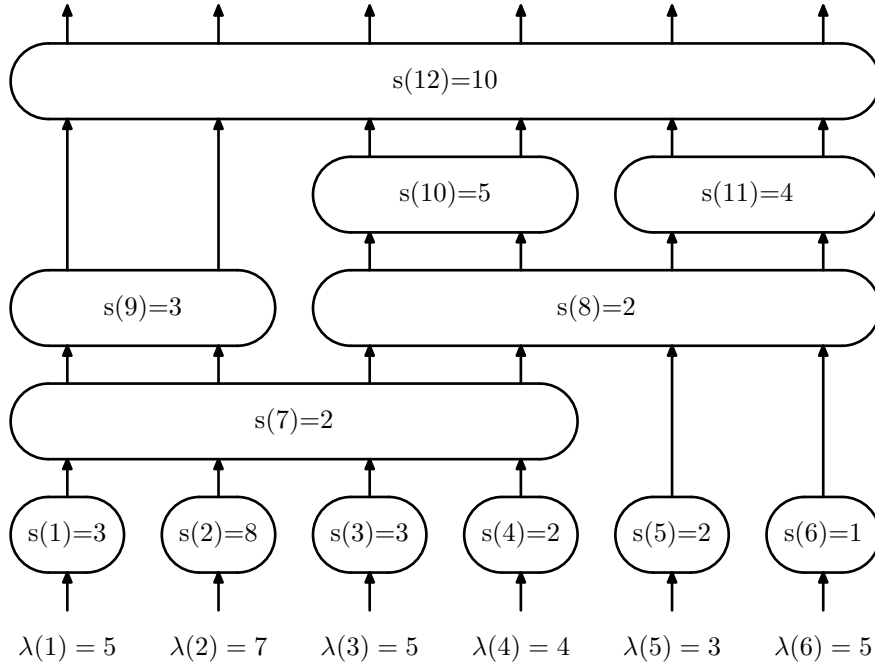 s(12)=10
s(10)=5 s(11)=4
s(9)=3 s(8)=2
s(7)=2
s(1)=3 s(2)=8 s(3)=3 s(4)=2 s(5)=2 s(6)=1
λ(1) = 5 λ(2) = 7 λ(3) = 5 λ(4) = 4 λ(5) = 3 λ(6) = 5